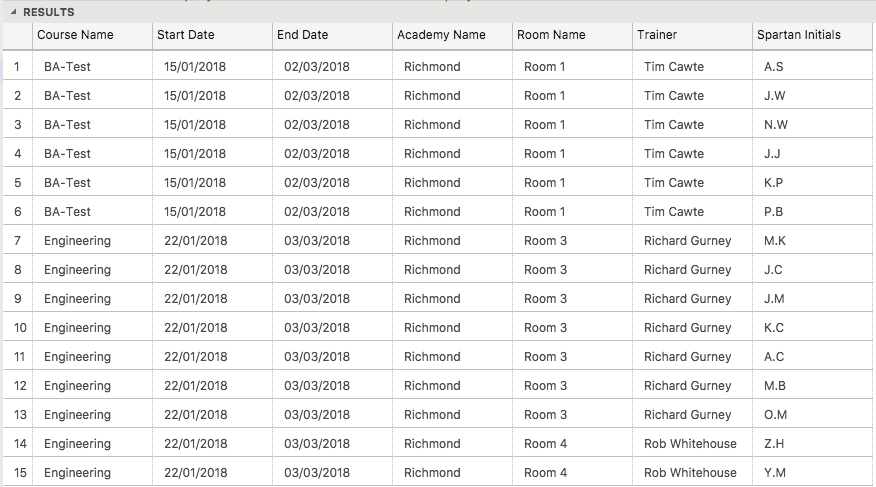 RESULTS
Course Name Start Date End Date Academy Name Room Name Trainer Spartan Initials
1 BA-Test 15/01/2018 02/03/2018 Richmond Room 1 Tim Cawte A.S
2 BA-Test 15/01/2018 02/03/2018 Richmond Room 1 Tim Cawte J.W
3 BA-Test 15/01/2018 02/03/2018 Richmond Room 1 Tim Cawte N.W
4 BA-Test 15/01/2018 02/03/2018 Richmond Room 1 Tim Cawte J.J
5 BA-Test 15/01/2018 02/03/2018 Richmond Room 1 Tim Cawte K.P
6 BA-Test 15/01/2018 02/03/2018 Richmond Room 1 Tim Cawte P.B
7 Engineering 22/01/2018 03/03/2018 Richmond Room 3 Richard Gurney M.K
8 Engineering 22/01/2018 03/03/2018 Richmond Room 3 Richard Gurney J.C
9 Engineering 22/01/2018 03/03/2018 Richmond Room 3 Richard Gurney J.M
10 Engineering 22/01/2018 03/03/2018 Richmond Room 3 Richard Gurney K.C
11 Engineering 22/01/2018 03/03/2018 Richmond Room 3 Richard Gurney A.C
12 Engineering 22/01/2018 03/03/2018 Richmond Room 3 Richard Gurney M.B
13 Engineering 22/01/2018 03/03/2018 Richmond Room 3 Richard Gurney O.M
14 Engineering 22/01/2018 03/03/2018 Richmond Room 4 Rob Whitehouse Z.H
15 Engineering 22/01/2018 03/03/2018 Richmond Room 4 Rob Whitehouse Y.M